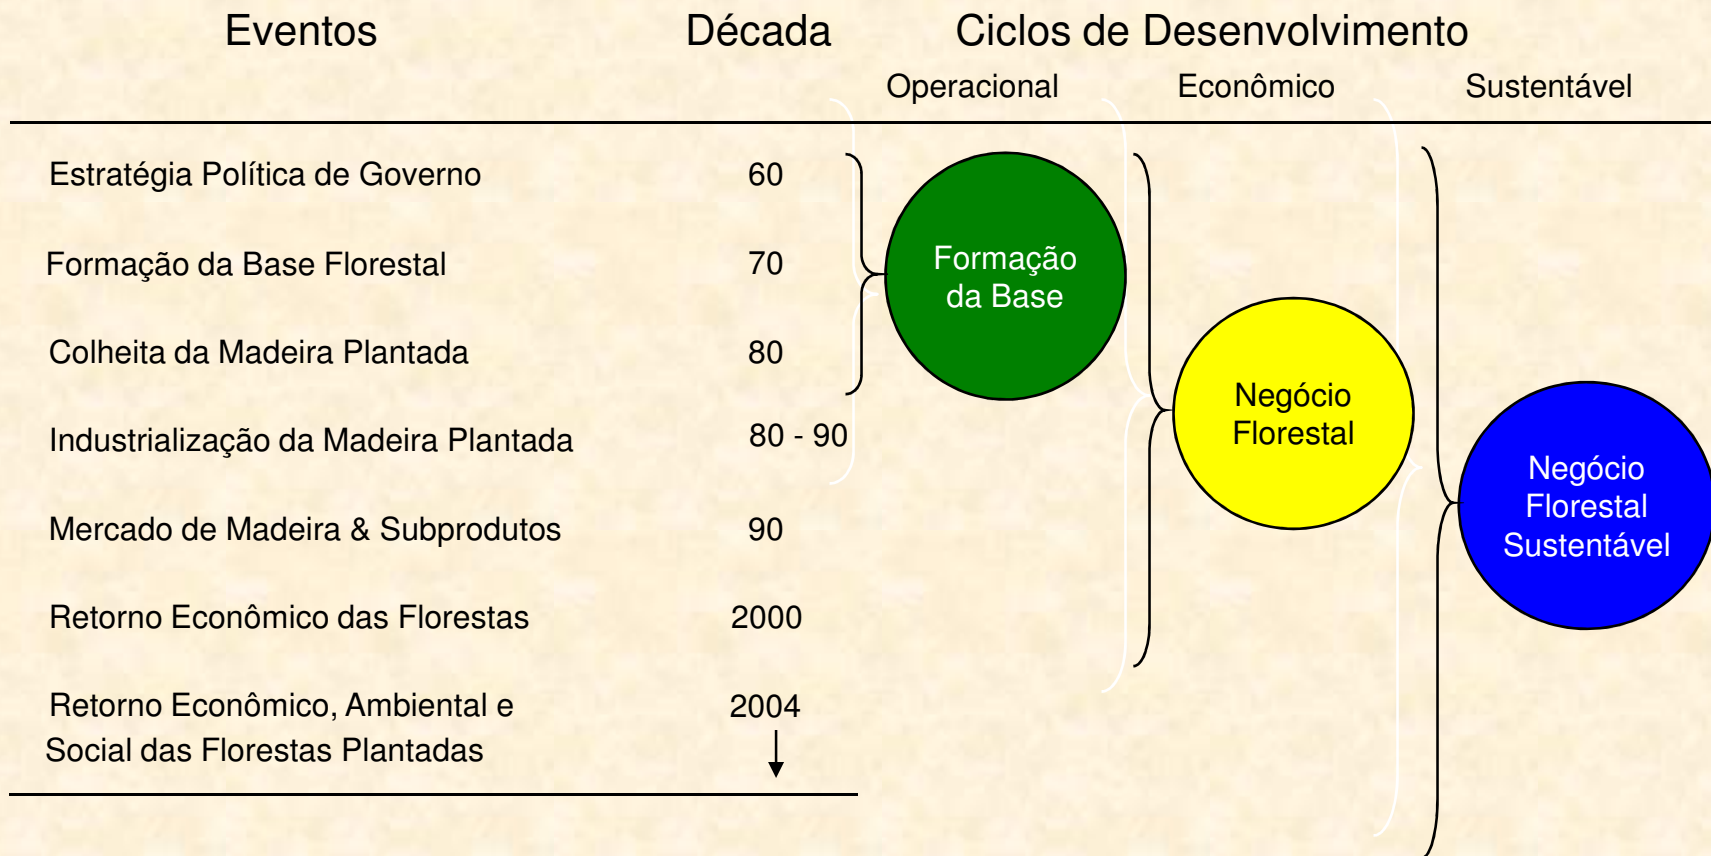 Eventos Década Ciclos de Desenvolvimento
Operacional Econômico Sustentável
Estratégia Política de Governo 60
Formação da Base Florestal 70
Colheita da Madeira Plantada 80
Industrialização da Madeira Plantada 80 - 90
Mercado de Madeira & Subprodutos 90
Retorno Econômico das Florestas 2000
Retorno Econômico, Ambiental e 2004
Social das Florestas Plantadas
Formação
da Base
Negócio
Florestal
Negócio
Florestal
Sustentável